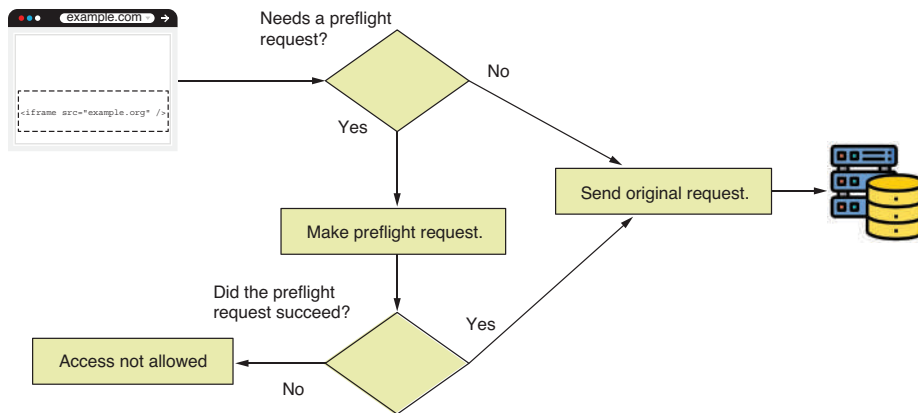 example.com
<iframe src="example.org" />
Needs a preflight
request?
No
Yes
Send original request.
Make preflight request.
Did the preflight
request succeed?
Yes
Access not allowed
No